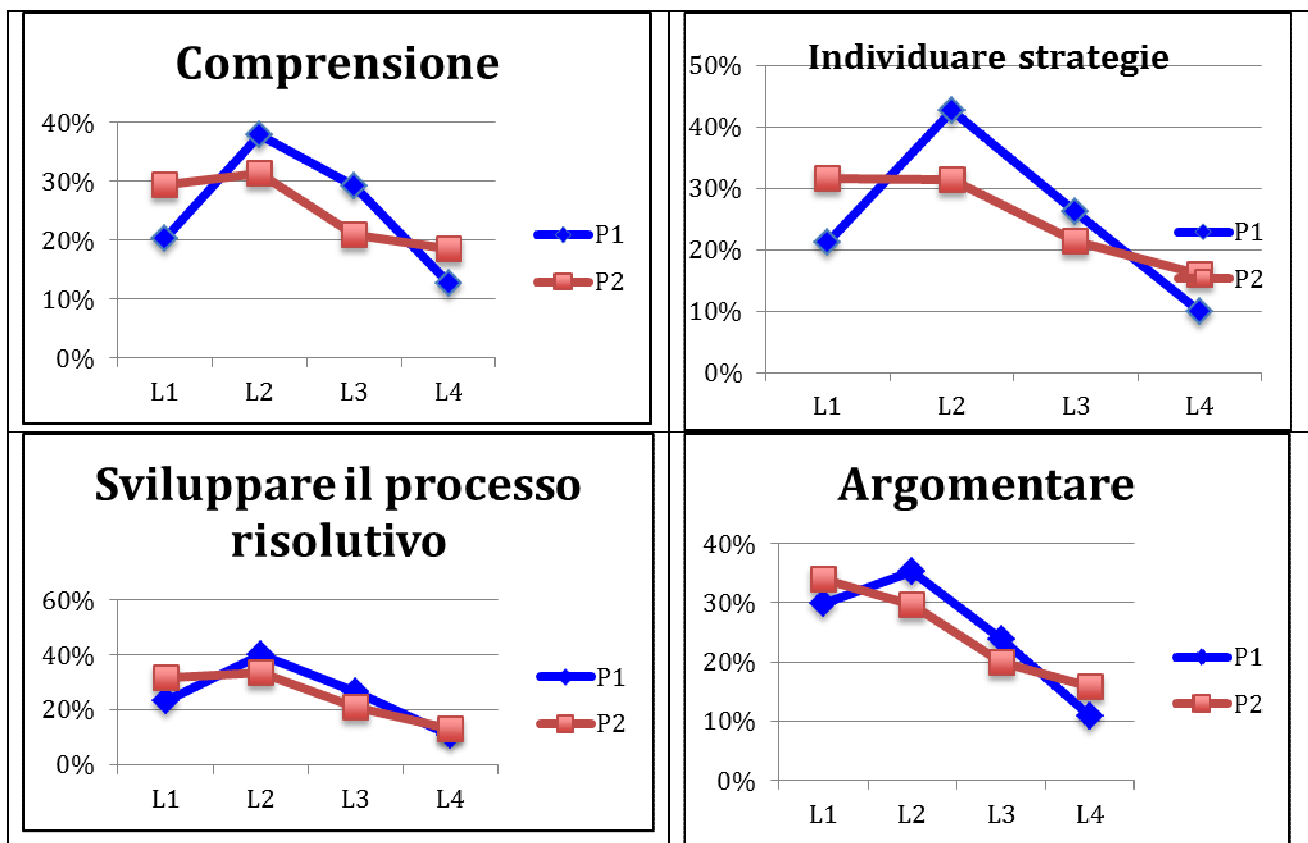 Comprensione
40%
30%
20%
10%
0%
L1 L2 L3 L4
P1
P2
Individuare strategie
50%
40%
30%
20%
10%
0%
L1 L2 L3 L4
P1
P2
Sviluppare il processo
risolutivo
60%
40%
20%
0%
L1 L2 L3 L4
P1
P2
Argomentare
40%
30%
20%
10%
0%
L1 L2 L3 L4
P1
P2